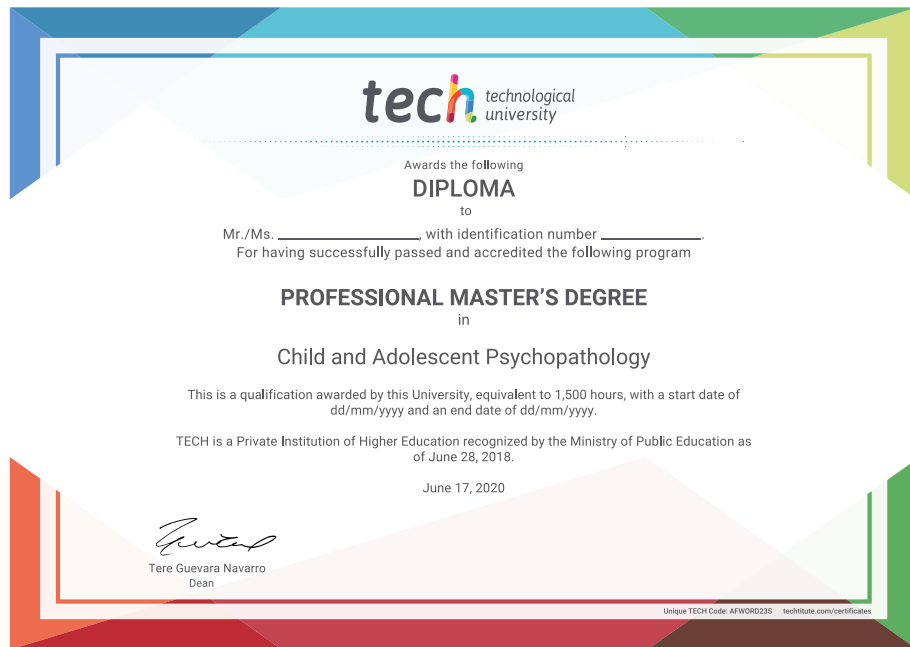 tech technological
university
Awards the following
DIPLOMA
to
Mr./Ms. ____________________, with identification number ______________.
For having successfully passed and accredited the following program
PROFESSIONAL MASTER'S DEGREE
in
Child and Adolescent Psychopathology
This is a qualification awarded by this University, equivalent to 1,500 hours, with a start date of
dd/mm/yyyy and an end date of dd/mm/yyyy.
TECH is a Private Institution of Higher Education recognized by the Ministry of Public Education as
of June 28, 2018.
June 17, 2020
Tere Guevara Navarro
Dean
Unique TECH Code: AFWORD23S techtitute.com/certificates